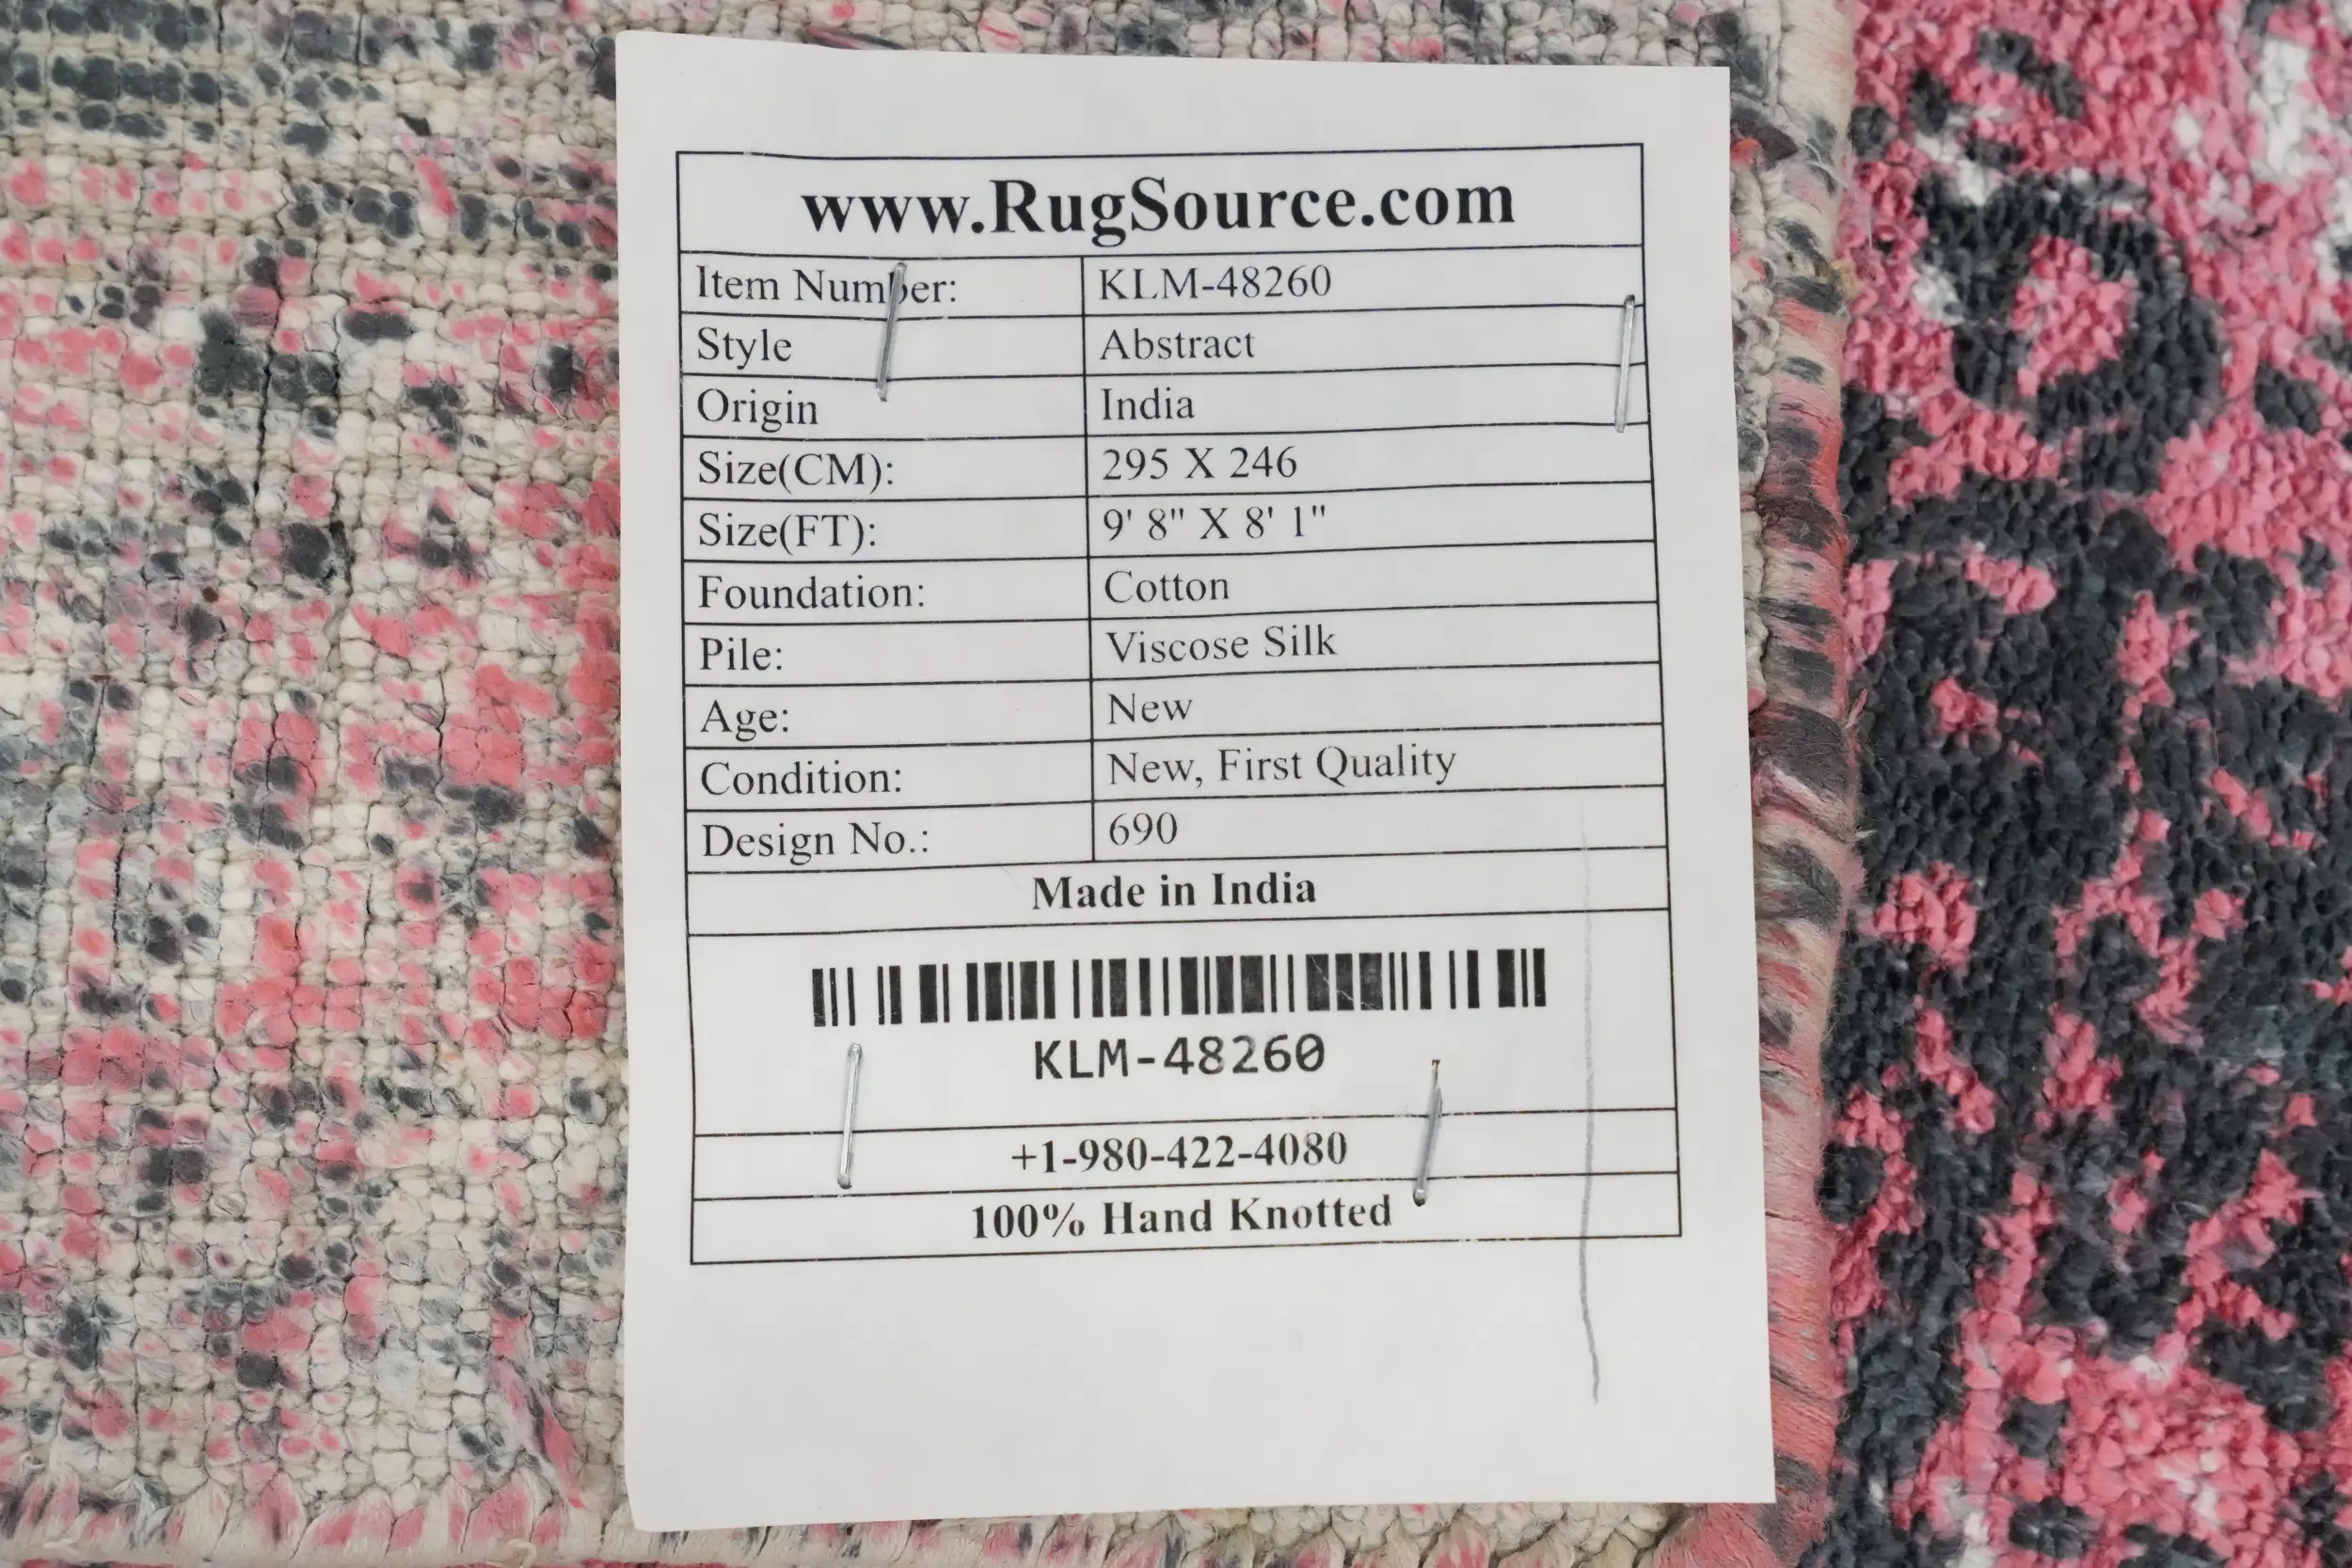 www.RugSource.com
Item Number: KLM-48260
Style Abstract
Origin India
Size(CM): 295 X 246
Size(FT): 9' 8" X 8' 1"
Foundation: Cotton
Pile: Viscose Silk
Age: New
Condition: New, First Quality
Design No.: 690
Made in India
KLM-48260
+1-980-422-4080
100% Hand Knotted